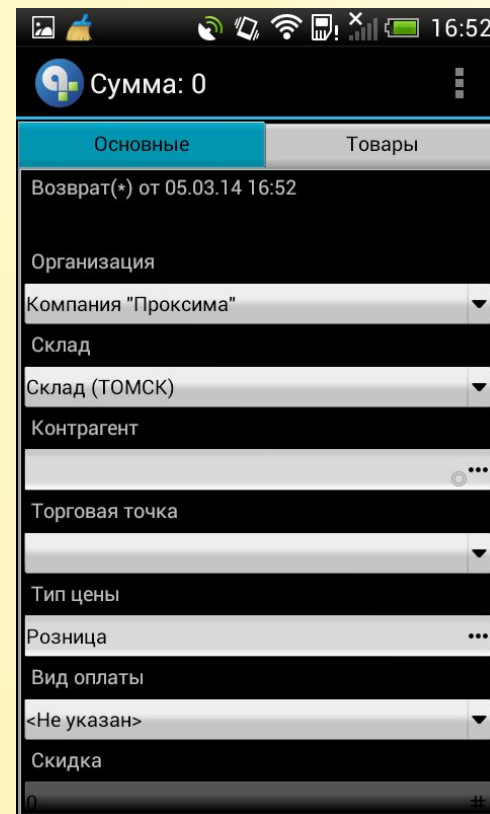 16:52
Сумма: 0
Основные
Товары
Возврат(*) от 05.03.14 16:52
Организация
Компания "Проксима"
Склад
Склад (ТОМСК)
Контрагент
...
Торговая точка
Тип цены
Розница ...
Вид оплаты
<Не указан>
Скидка
0 #